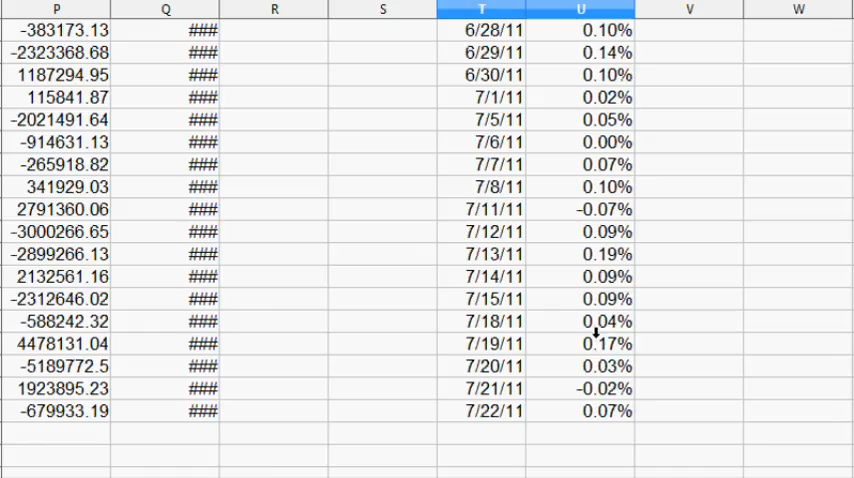 P Q R S T U V W
-383173.13 ### 6/28/11 0.10%
-2323368.68 ### 6/29/11 0.14%
1187294.95 ### 6/30/11 0.10%
115841.87 ### 7/1/11 0.02%
-2021491.64 ### 7/5/11 0.05%
-914631.13 ### 7/6/11 0.00%
-265918.82 ### 7/7/11 0.07%
341929.03 ### 7/8/11 0.10%
2791360.06 ### 7/11/11 -0.07%
-3000266.65 ### 7/12/11 0.09%
-2899266.13 ### 7/13/11 0.19%
2132561.16 ### 7/14/11 0.09%
-2312646.02 ### 7/15/11 0.09%
-588242.32 ### 7/18/11 0.04%
4478131.04 ### 7/19/11 0.17%
-5189772.5 ### 7/20/11 0.03%
1923895.23 ### 7/21/11 -0.02%
-679933.19 ### 7/22/11 0.07%